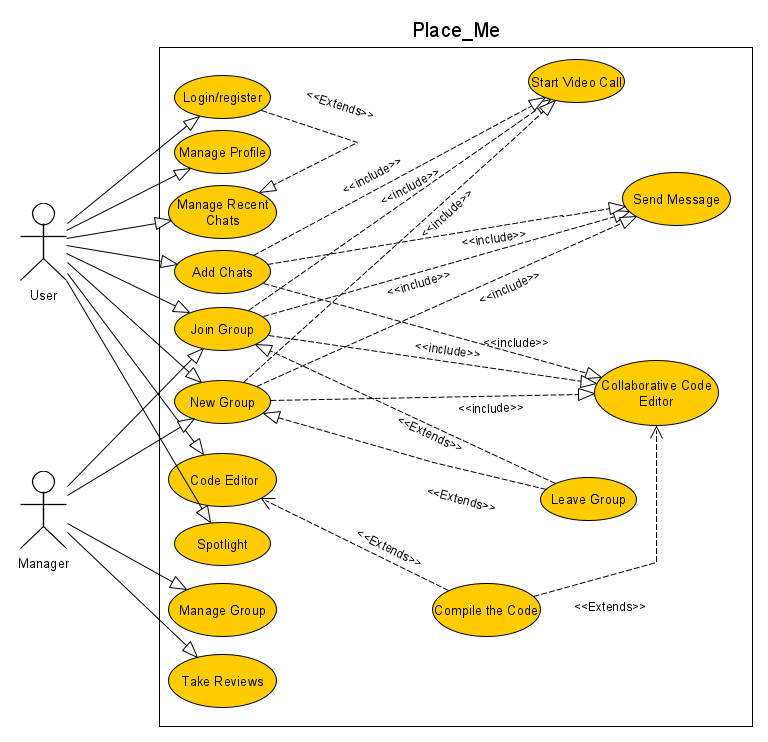 Place_Me
Start Video Call
Login/register
<<Extends>>
Manage Profile
<<include>>
<<include>>
Manage Recent
Chats
<<include>>
Send Message
<<include>>
User
Add Chats
<<include>>
<<include>>
Join Group
<<include>>
<<include>>
Collaborative Code
Editor
New Group
<<include>>
<<Extends>>
Code Editor
<<Extends>>
Leave Group
Spotlight
<<Extends>>
Manager
Manage Group
Compile the Code
<<Extends>>
Take Reviews